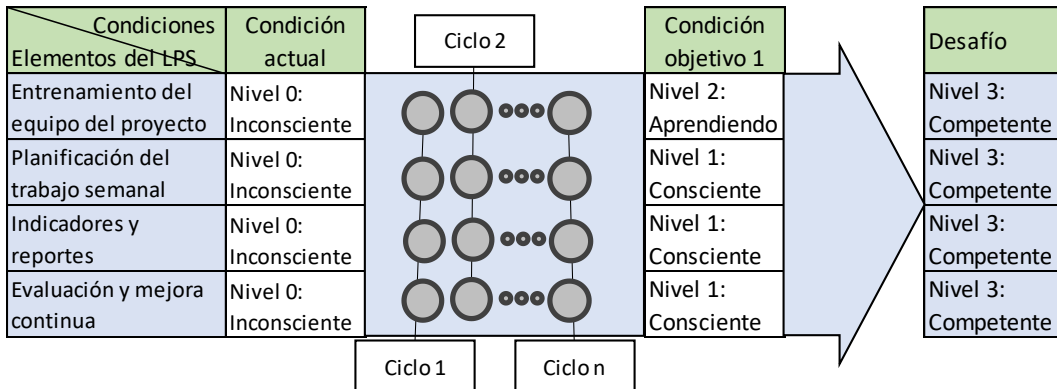 Condiciones
Elementos del LPS
Condición
actual
Ciclo 2
Condición
objetivo 1
Desafío
Entrenamiento del
equipo del proyecto
Nivel 0:
Inconsciente
Nivel 2:
Aprendiendo
Nivel 3:
Competente
Planificación del
trabajo semanal
Nivel 0:
Inconsciente
Nivel 1:
Consciente
Nivel 3:
Competente
Indicadores y
reportes
Nivel 0:
Inconsciente
Nivel 1:
Consciente
Nivel 3:
Competente
Evaluación y mejora
continua
Nivel 0:
Inconsciente
Nivel 1:
Consciente
Nivel 3:
Competente
Ciclo 1
Ciclo n